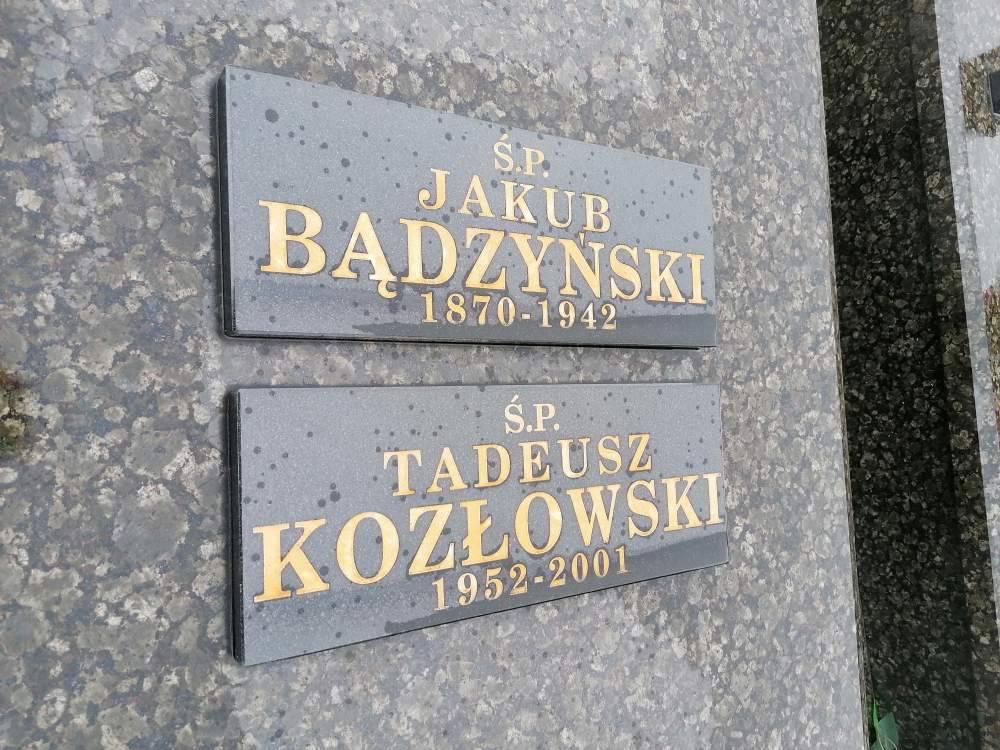 Ś.P.
JAKUB
BĄDZYŃSKI
1870-1942
Ś.P.
TADEUSZ
KOZŁOWSKI
1952-2001